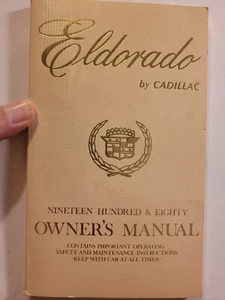 Eldorado
by CADILLAC
NINETEEN HUNDRED & EIGHTY
OWNER'S MANUAL
-CONTAINS IMPORTANT OPERATING
SAFETY AND MAINTENANCE INSTRUCTIONS
-KEEP WITH CAR AT ALL TIMES-